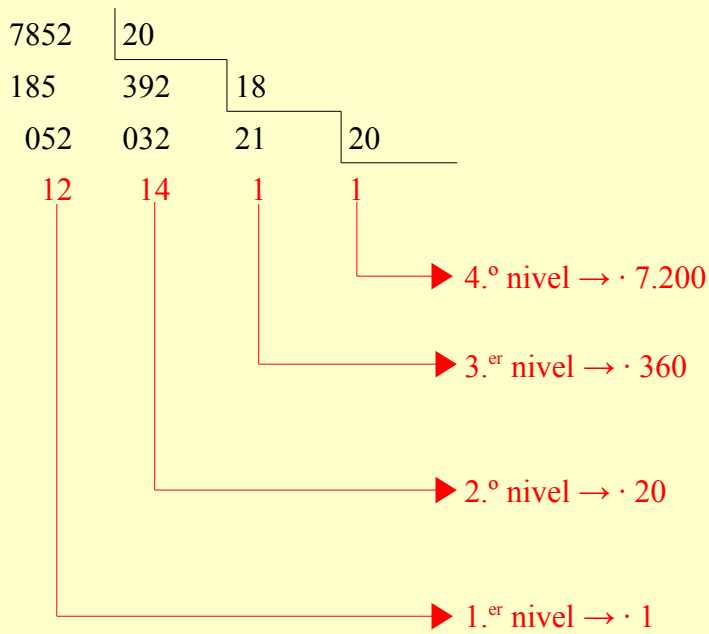 7852 20
185 392 18
052 032 21 20
12 14 1 1
4.º nivel → · 7.200
3.er nivel → · 360
2.º nivel → · 20
1.er nivel → · 1